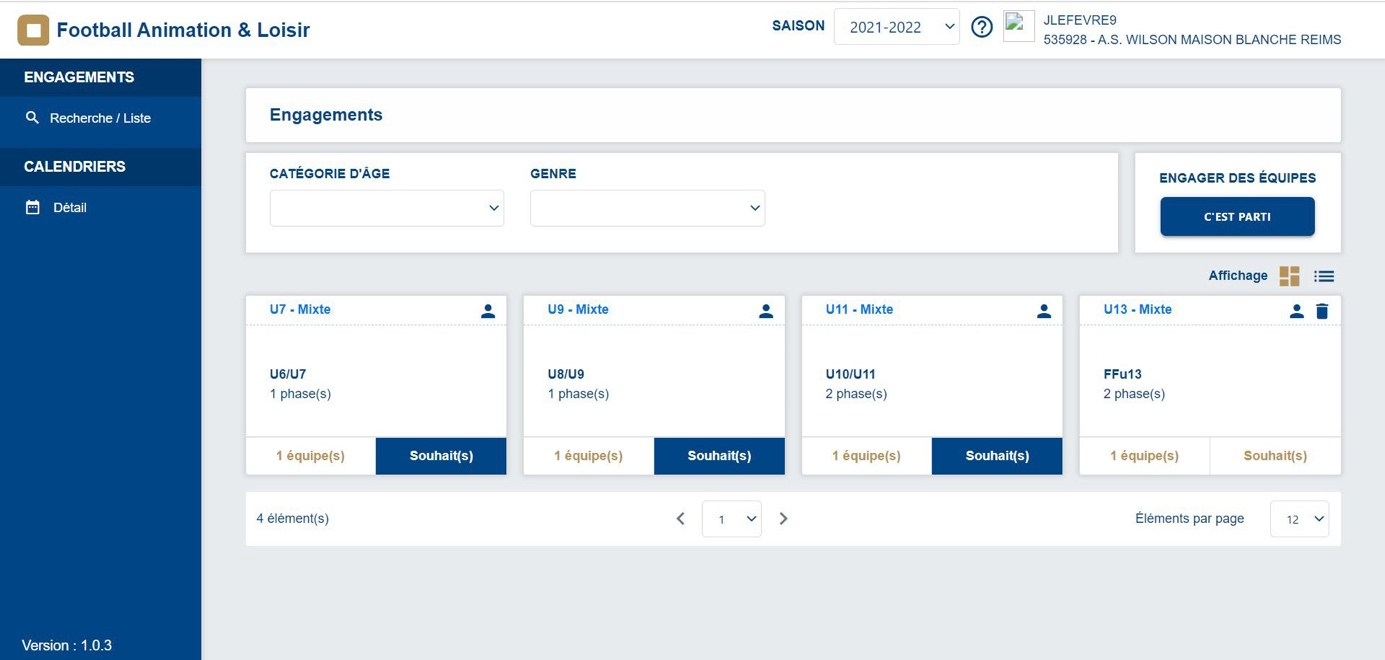 Football Animation & Loisir
SAISON
2021-2022
JLEFEVRE9
535928 - A.S. WILSON MAISON BLANCHE REIMS
ENGAGEMENTS
Recherche / Liste
CALENDRIERS
Détail
Engagements
CATÉGORIE D'ÂGE
GENRE
ENGAGER DES ÉQUIPES
C'EST PARTI
Affichage
U7 - Mixte
U6/U7
1 phase(s)
1 équipe(s)
Souhait(s)
U9 - Mixte
U8/U9
1 phase(s)
1 équipe(s)
Souhait(s)
U11 - Mixte
U10/U11
2 phase(s)
1 équipe(s)
Souhait(s)
U13 - Mixte
FFu13
2 phase(s)
1 équipe(s)
Souhait(s)
4 élément(s)
1
Éléments par page
12
Version : 1.0.3